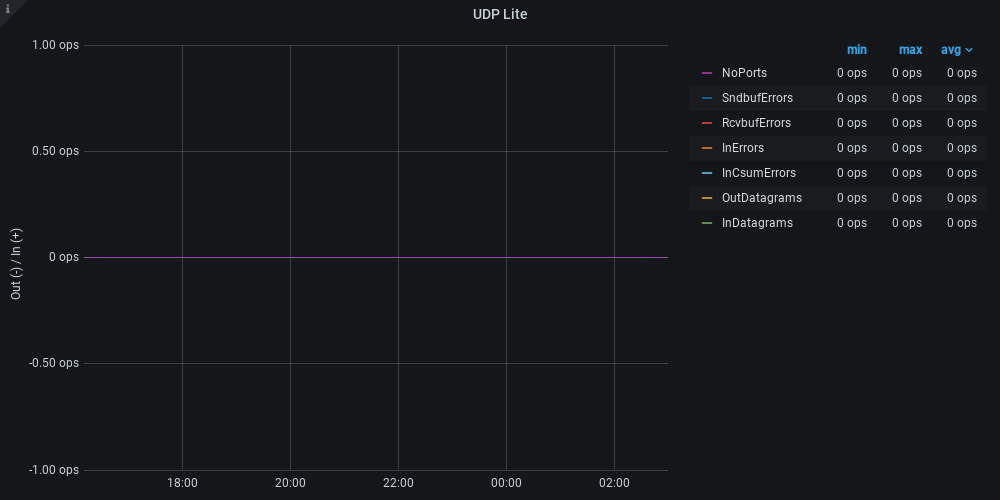 UDP Lite
1.00 ops
0.50 ops
0 ops
-0.50 ops
-1.00 ops
Out (-) / In (+)
18:00 20:00 22:00 00:00 02:00
min max avg
NoPorts 0 ops 0 ops 0 ops
SndbufErrors 0 ops 0 ops 0 ops
RcvbufErrors 0 ops 0 ops 0 ops
InErrors 0 ops 0 ops 0 ops
InCsumErrors 0 ops 0 ops 0 ops
OutDatagrams 0 ops 0 ops 0 ops
InDatagrams 0 ops 0 ops 0 ops